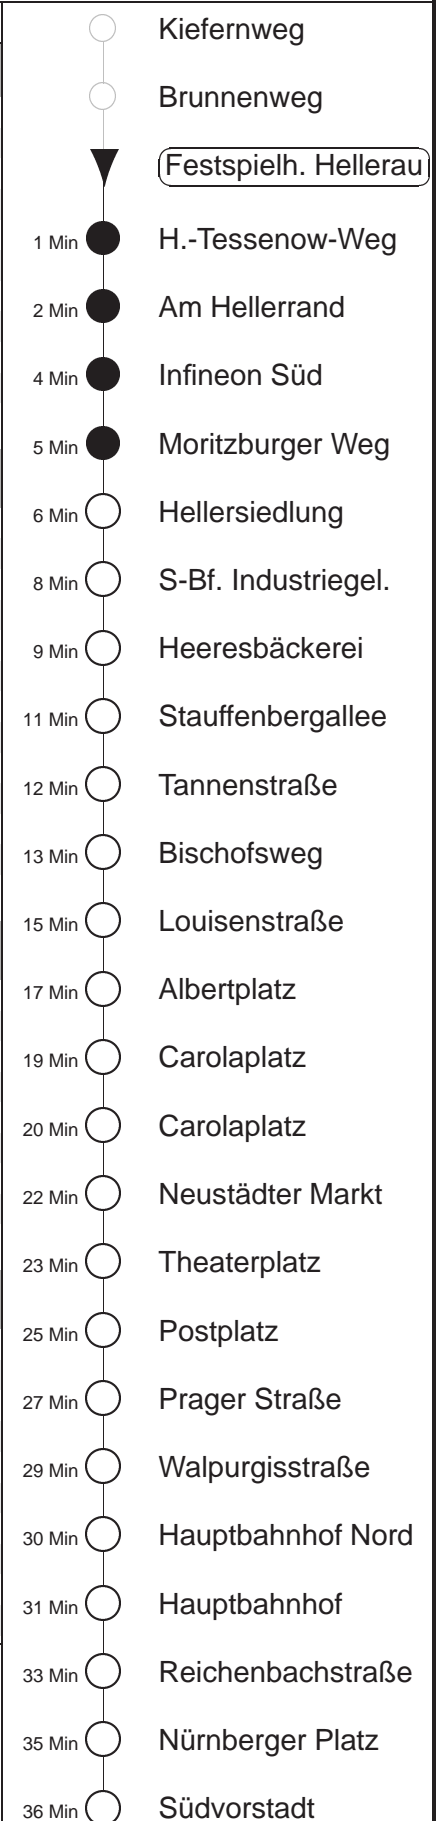 Kiefernweg
Brunnenweg
Festspielh. Hellerau
1 Min H.-Tessenow-Weg
2 Min Am Hellerrand
4 Min Infineon Süd
5 Min Moritzburger Weg
6 Min Hellersiedlung
8 Min S-Bf. Industriegel.
9 Min Heeresbäckerei
11 Min Stauffenbergallee
12 Min Tannenstraße
13 Min Bischofsweg
15 Min Louisenstraße
17 Min Albertplatz
19 Min Carolaplatz
20 Min Carolaplatz
22 Min Neustädter Markt
23 Min Theaterplatz
25 Min Postplatz
27 Min Prager Straße
29 Min Walpurgisstraße
30 Min Hauptbahnhof Nord
31 Min Hauptbahnhof
33 Min Reichenbachstraße
35 Min Nürnberger Platz
36 Min Südvorstadt